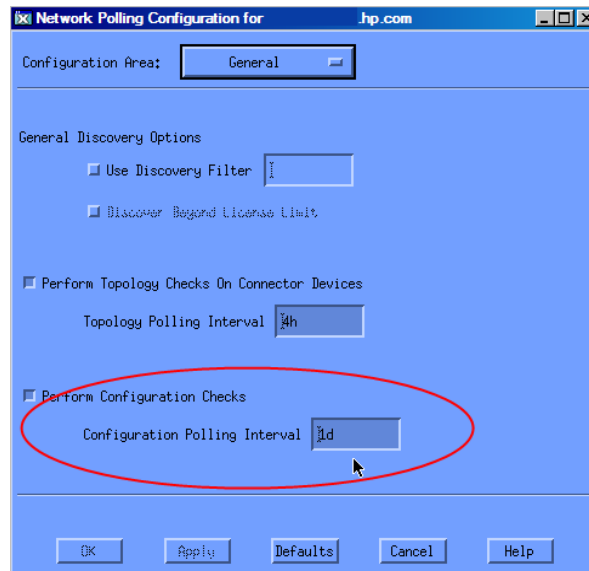 Network Polling Configuration for .hp.com
Configuration Area: General
General Discovery Options
Use Discovery Filter
Discover Beyond License Limit
Perform Topology Checks On Connector Devices
Topology Polling Interval 4h
Perform Configuration Checks
Configuration Polling Interval 1d
OK Apply Defaults Cancel Help